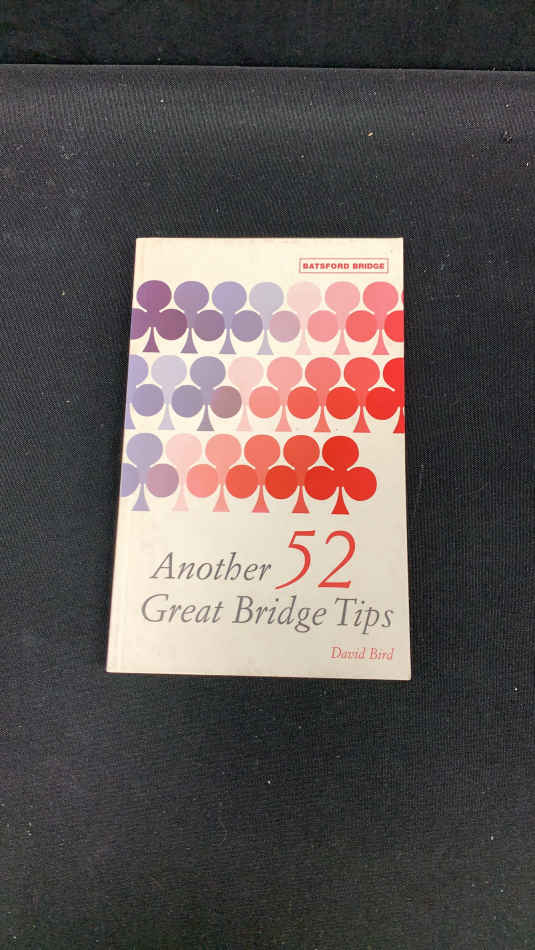 BATSFORD BRIDGE
Another 52
Great Bridge Tips
David Bird